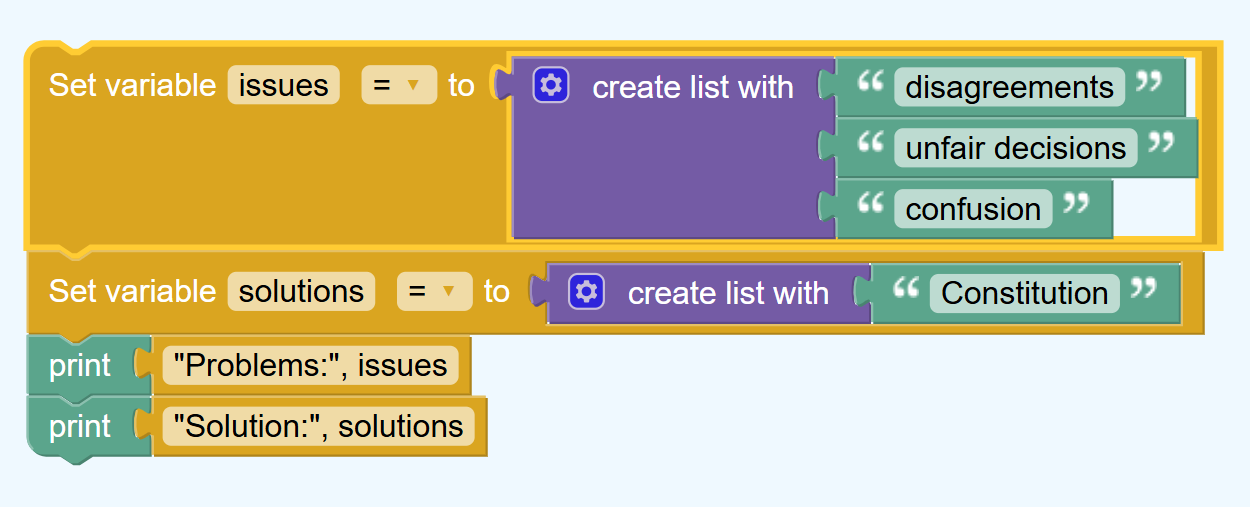 Set variable issues = ▾ to create list with “ disagreements ”
“ unfair decisions ”
“ confusion ”
Set variable solutions = ▾ to create list with “ Constitution ”
print "Problems:", issues
print "Solution:", solutions